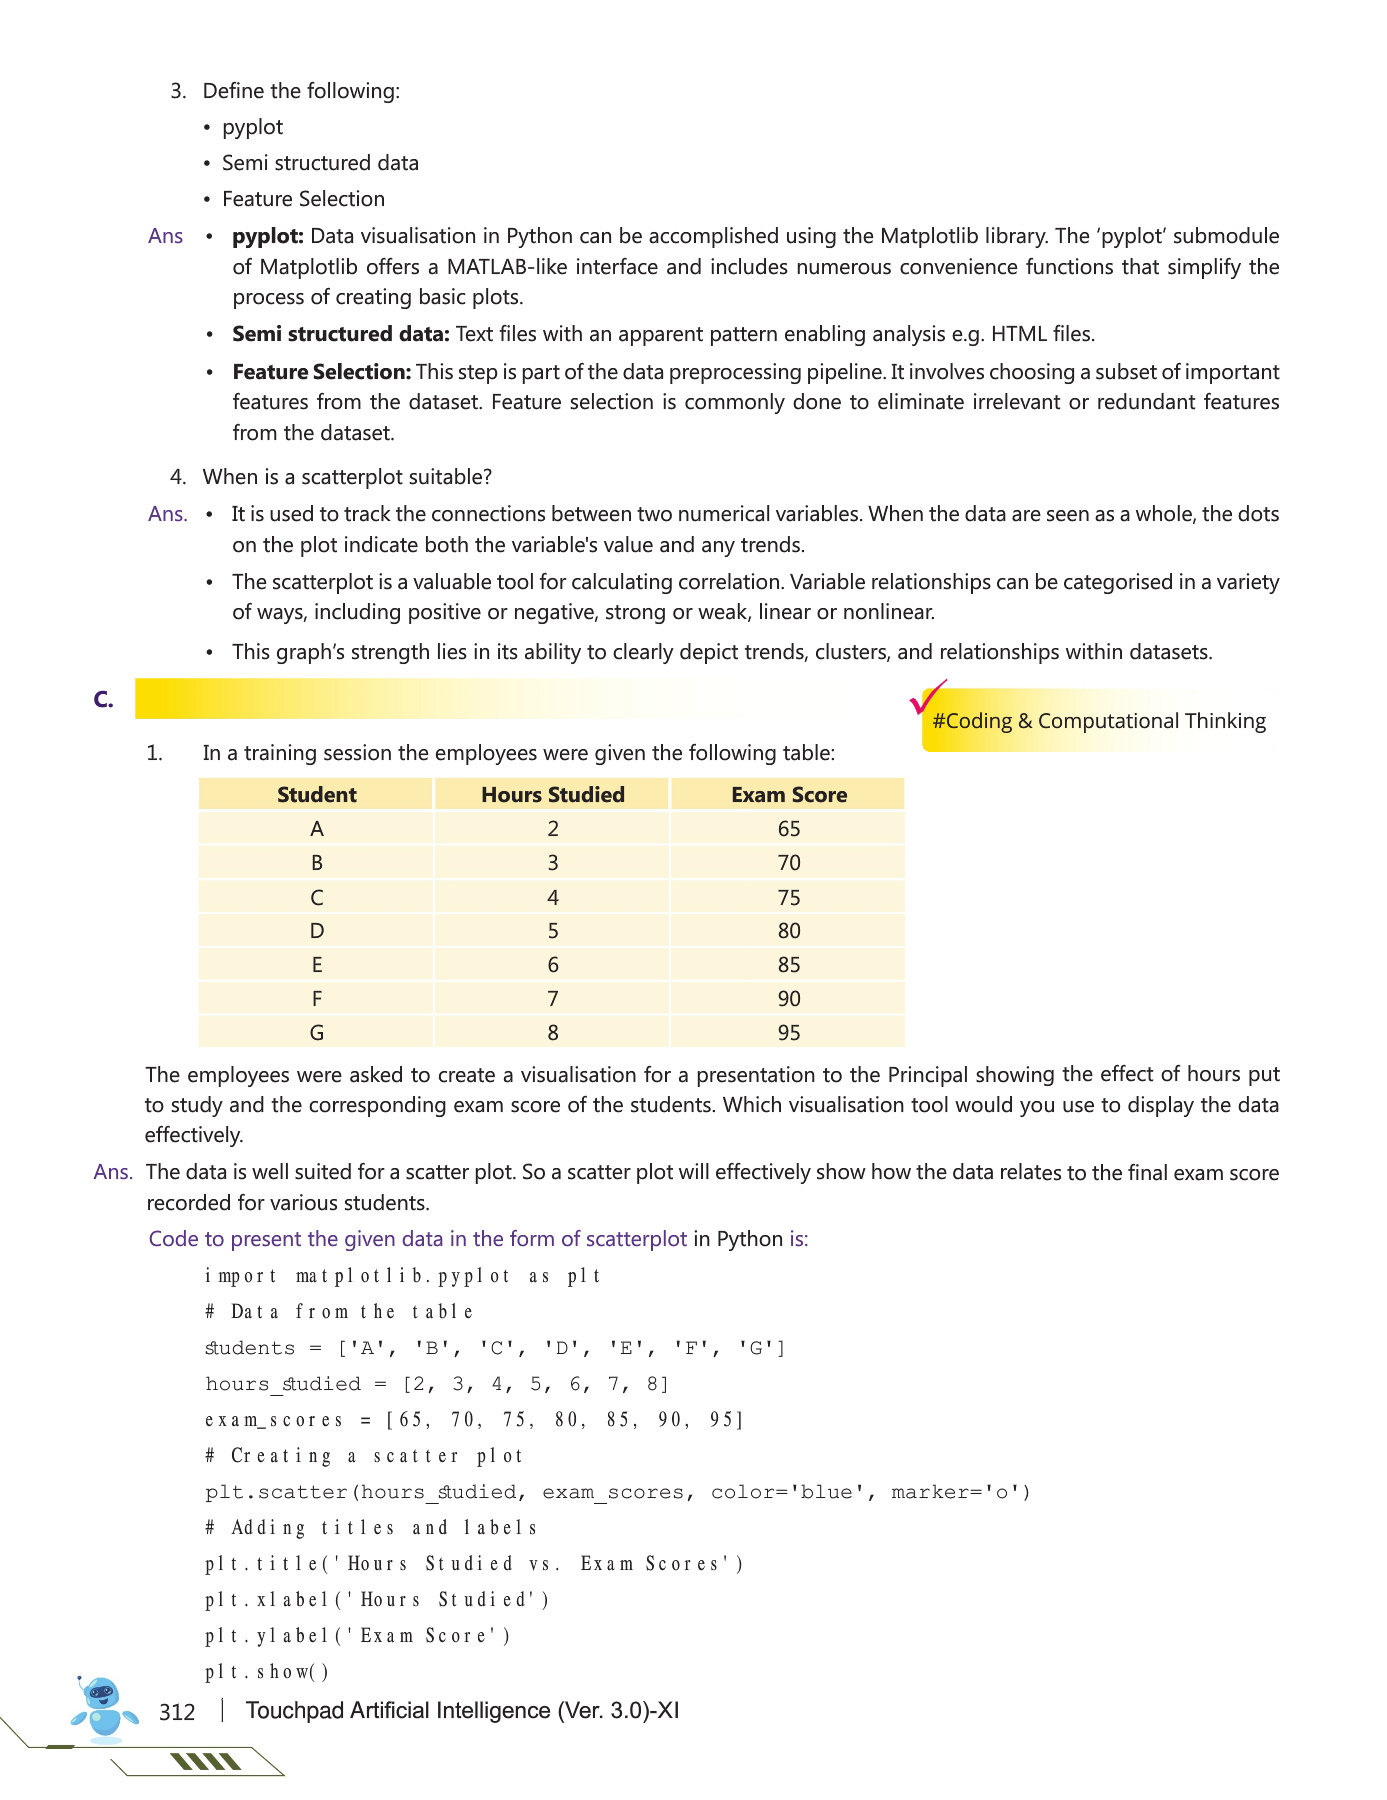 3. Define the following:
• pyplot
• Semi structured data
• Feature Selection
Ans • pyplot: Data visualisation in Python can be accomplished using the Matplotlib library. The ‘pyplot’ submodule
of Matplotlib offers a MATLAB-like interface and includes numerous convenience functions that simplify the
process of creating basic plots.
• Semi structured data: Text files with an apparent pattern enabling analysis e.g. HTML files.
• Feature Selection: This step is part of the data preprocessing pipeline. It involves choosing a subset of important
features from the dataset. Feature selection is commonly done to eliminate irrelevant or redundant features
from the dataset.
4. When is a scatterplot suitable?
Ans. • It is used to track the connections between two numerical variables. When the data are seen as a whole, the dots
on the plot indicate both the variable's value and any trends.
• The scatterplot is a valuable tool for calculating correlation. Variable relationships can be categorised in a variety
of ways, including positive or negative, strong or weak, linear or nonlinear.
• This graph’s strength lies in its ability to clearly depict trends, clusters, and relationships within datasets.
C.
#Coding & Computational Thinking
1. In a training session the employees were given the following table:
Student Hours Studied Exam Score
A 2 65
B 3 70
C 4 75
D 5 80
E 6 85
F 7 90
G 8 95
The employees were asked to create a visualisation for a presentation to the Principal showing the effect of hours put
to study and the corresponding exam score of the students. Which visualisation tool would you use to display the data
effectively.
Ans. The data is well suited for a scatter plot. So a scatter plot will effectively show how the data relates to the final exam score
recorded for various students.
Code to present the given data in the form of scatterplot in Python is:
import matplotlib.pyplot as plt
# Data from the table
students = ['A', 'B', 'C', 'D', 'E', 'F', 'G']
hours_studied = [2, 3, 4, 5, 6, 7, 8]
exam_scores = [65, 70, 75, 80, 85, 90, 95]
# Creating a scatter plot
plt.scatter(hours_studied, exam_scores, color='blue', marker='o')
# Adding titles and labels
plt.title('Hours Studied vs. Exam Scores')
plt.xlabel('Hours Studied')
plt.ylabel('Exam Score')
plt.show()
312 | Touchpad Artificial Intelligence (Ver. 3.0)-XI